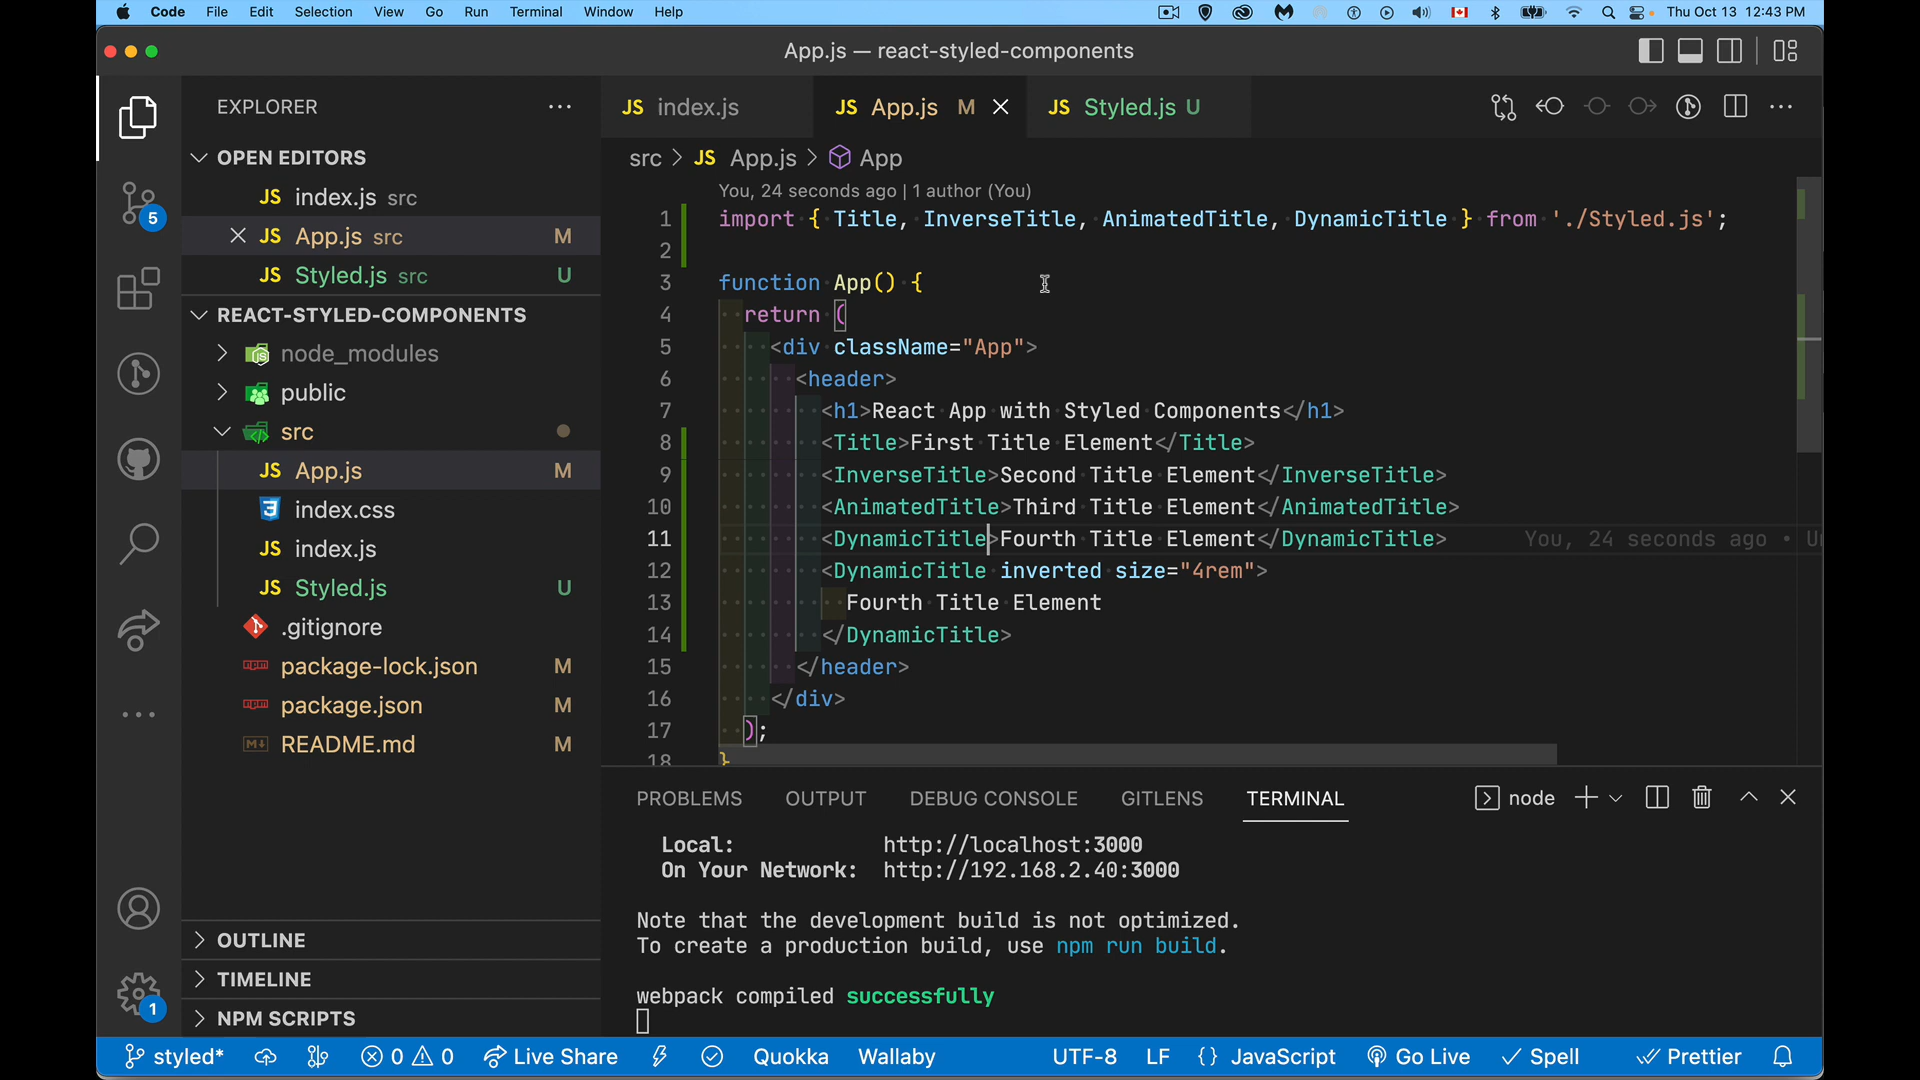 Code File Edit Selection View Go Run Terminal Window Help Thu Oct 13 12:43 PM
App.js — react-styled-components
EXPLORER
OPEN EDITORS
JS index.js src
JS App.js src M
JS Styled.js src U
REACT-STYLED-COMPONENTS
node_modules
public
src
JS App.js M
index.css
JS index.js
JS Styled.js U
.gitignore
package-lock.json M
package.json M
README.md M
OUTLINE
TIMELINE
NPM SCRIPTS
5
1
JS index.js JS App.js M JS Styled.js U
src > JS App.js > App
You, 24 seconds ago | 1 author (You)
1 import { Title, InverseTitle, AnimatedTitle, DynamicTitle } from './Styled.js';
2
3 function App() {
4 return (
5 <div className="App">
6 <header>
7 <h1>React App with Styled Components</h1>
8 <Title>First Title Element</Title>
9 <InverseTitle>Second Title Element</InverseTitle>
10 <AnimatedTitle>Third Title Element</AnimatedTitle>
11 <DynamicTitle>Fourth Title Element</DynamicTitle> You, 24 seconds ago •
12 <DynamicTitle inverted size="4rem">
13 Fourth Title Element
14 </DynamicTitle>
15 </header>
16 </div>
17 );
18 }
PROBLEMS OUTPUT DEBUG CONSOLE GITLENS TERMINAL node
Local: http://localhost:3000
On Your Network: http://192.168.2.40:3000
Note that the development build is not optimized.
To create a production build, use npm run build.
webpack compiled successfully
styled* 0 0 Live Share Quokka Wallaby UTF-8 LF {} JavaScript Go Live Spell Prettier